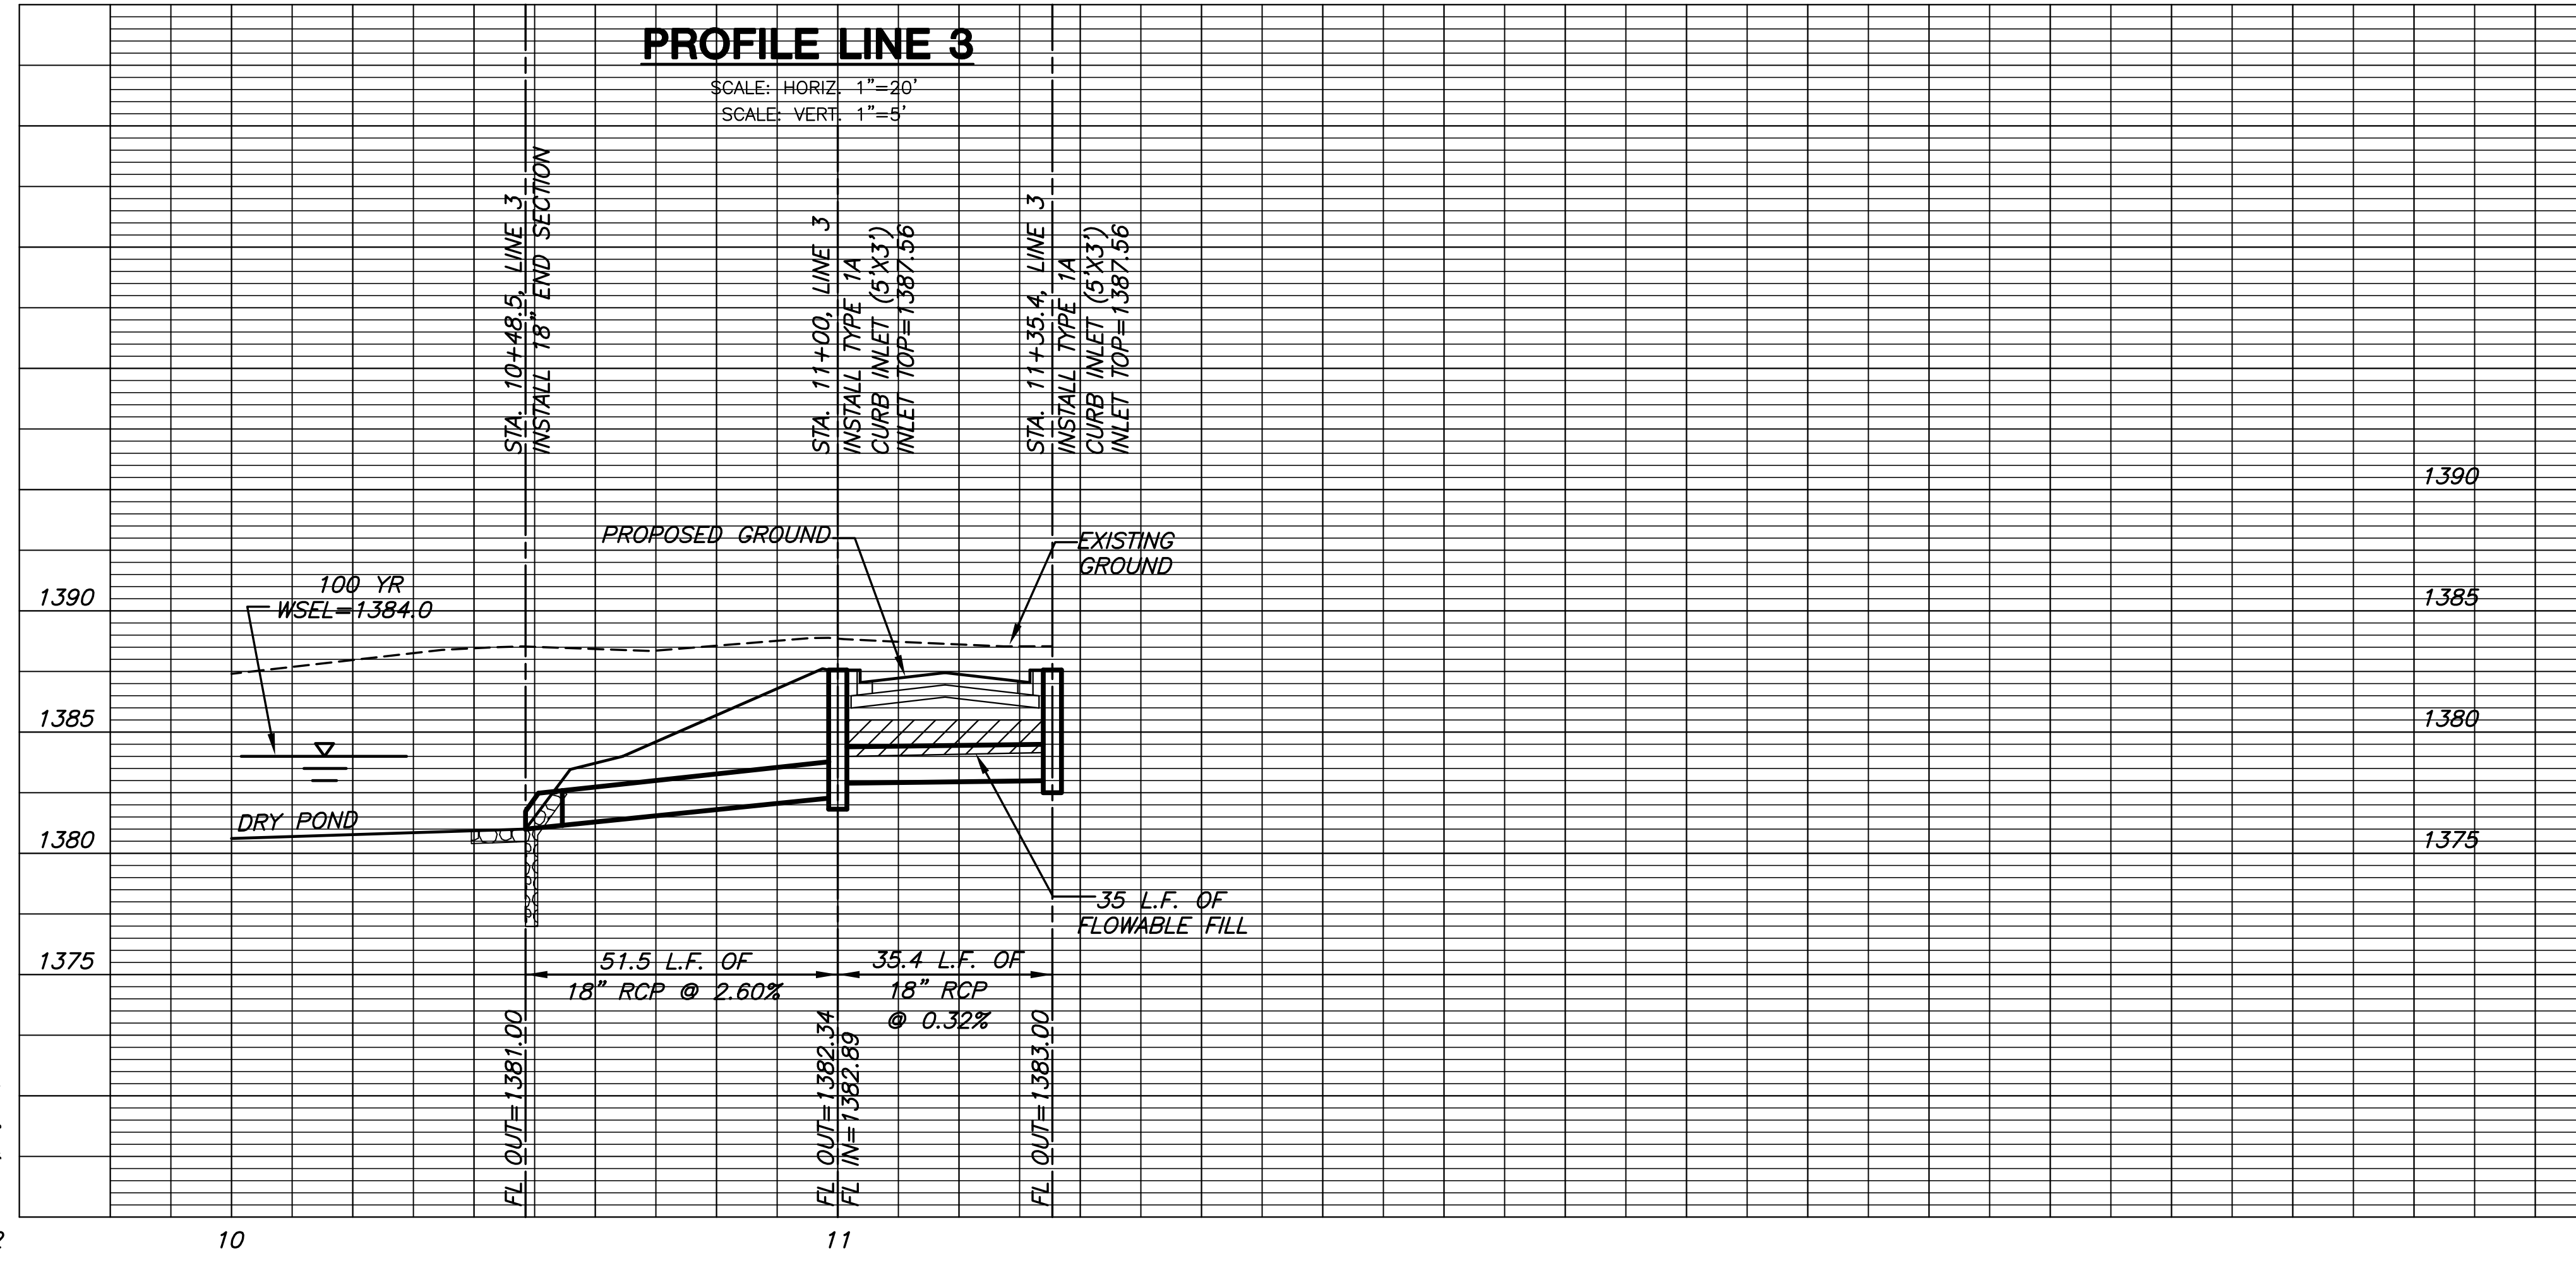 PROFILE LINE 3
SCALE: HORIZ. 1"=20'
SCALE: VERT. 1"=5'
STA. 10+48.5, LINE 3
INSTALL 18" END SECTION
STA. 11+00, LINE 3
INSTALL TYPE 1A
CURB INLET (5'X3')
INLET TOP=1387.56
STA. 11+35.4, LINE 3
INSTALL TYPE 1A
CURB INLET (5'X3')
INLET TOP=1387.56
1390
PROPOSED GROUND
EXISTING
GROUND
100 YR
WSEL=1384.0
1390
1385
1385
1380
DRY POND
1380
1375
35 L.F. OF
FLOWABLE FILL
1375
51.5 L.F. OF
18" RCP @ 2.60%
35.4 L.F. OF
18" RCP
@ 0.32%
FL OUT=1381.00
FL OUT=1382.34
FL IN=1382.89
FL OUT=1383.00
10
11